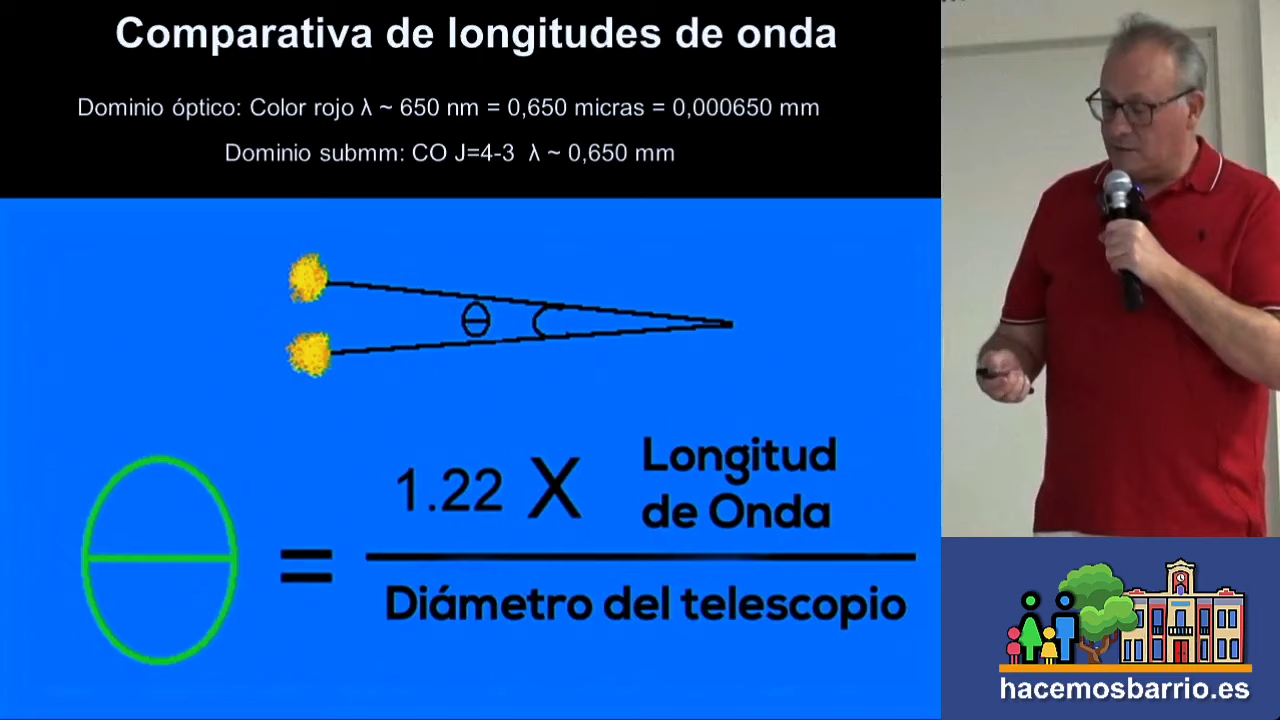 Comparativa de longitudes de onda
Dominio óptico: Color rojo λ ~ 650 nm = 0,650 micras = 0,000650 mm
Dominio submm: CO J=4-3 λ ~ 0,650 mm
θ
θ = 1.22 X Longitud
de Onda
Diámetro del telescopio
hacemosbarrio.es